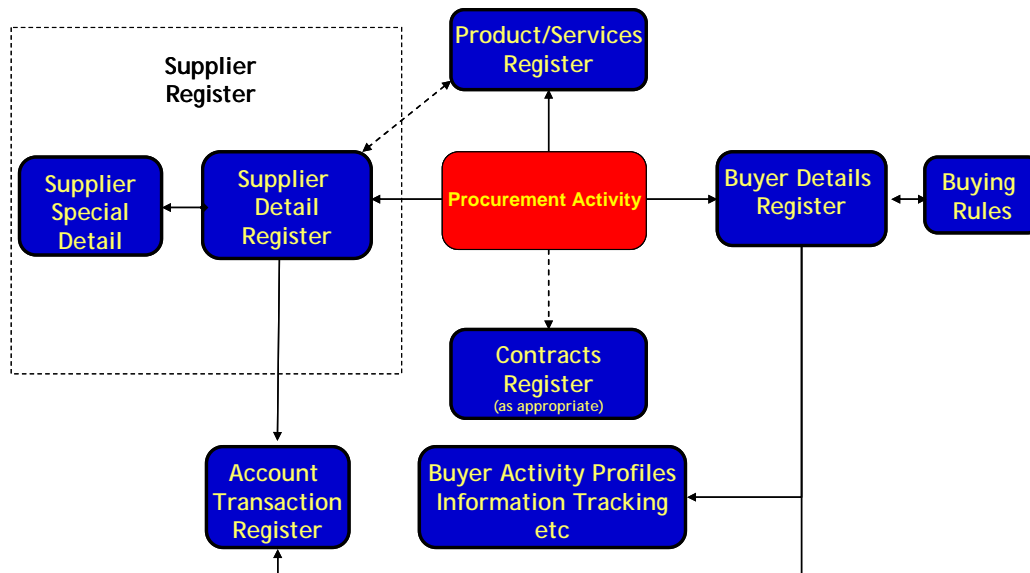 Product/Services
Register
Supplier
Register
Supplier
Special
Detail
Supplier
Detail
Register
Procurement Activity
Buyer Details
Register
Buying
Rules
Contracts
Register
(as appropriate)
Account
Transaction
Register
Buyer Activity Profiles
Information Tracking
etc